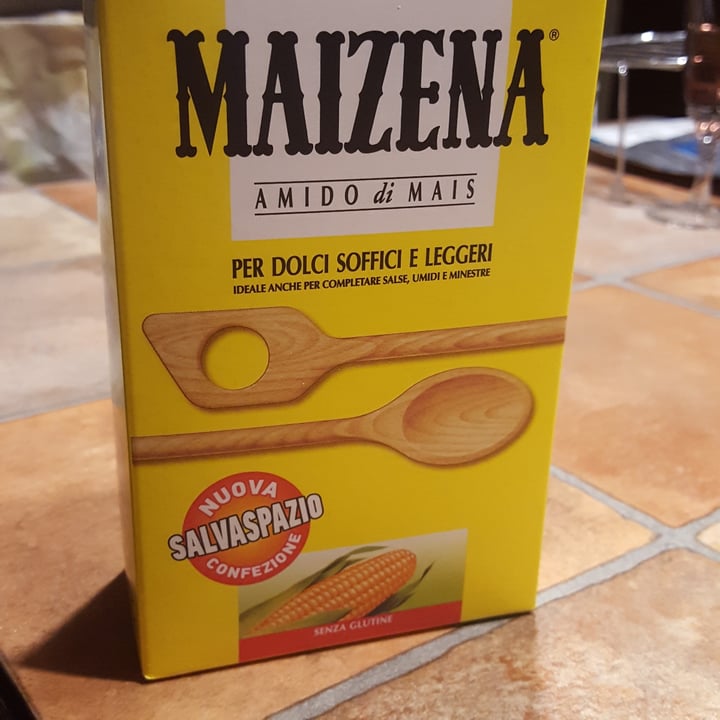 MAIZENA®
AMIDO di MAIS
PER DOLCI SOFFICI E LEGGERI
IDEALE ANCHE PER COMPLETARE SALSE, UMIDI E MINESTRE
NUOVA
SALVASPAZIO
CONFEZIONE
SENZA GLUTINE